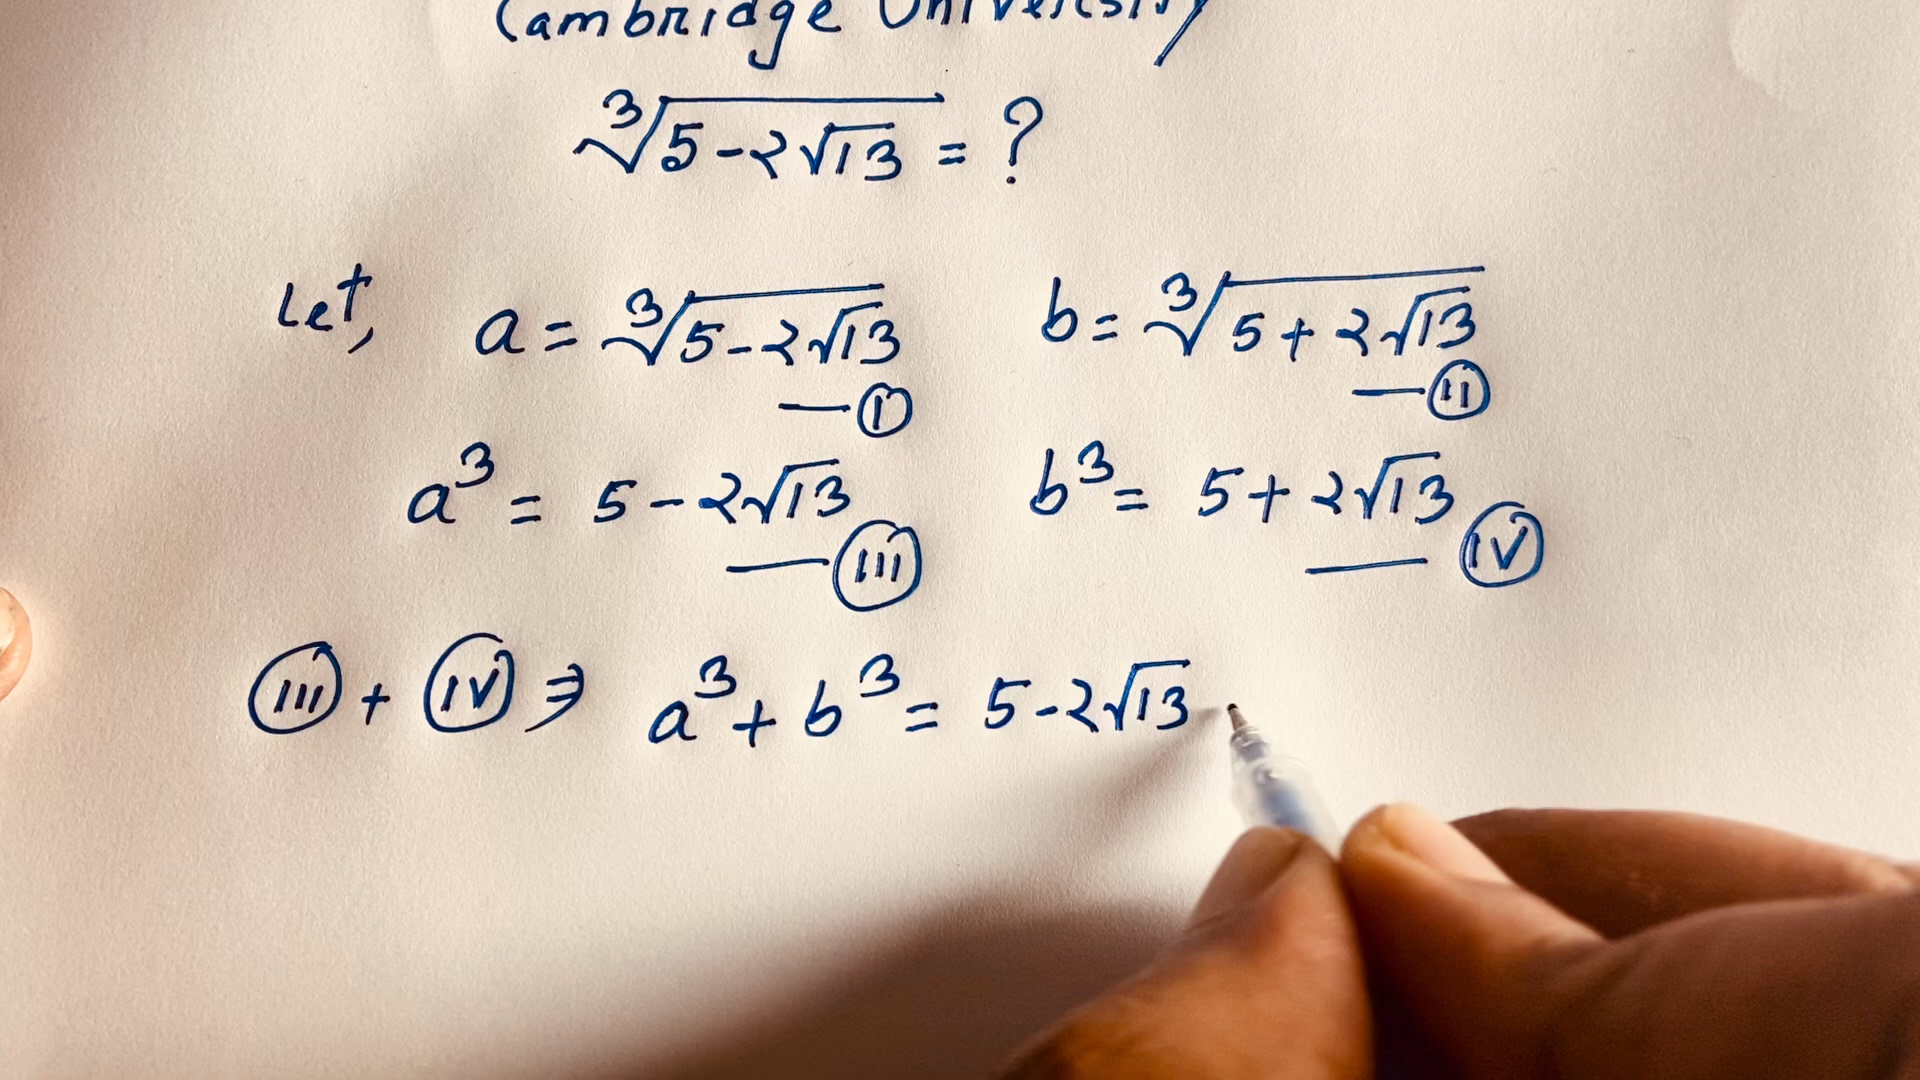 Cambridge University
∛(5-2√13) = ?
Let, a = ∛(5-2√13) b = ∛(5+2√13)
—(I) —(II)
a³ = 5-2√13 b³ = 5+2√13
—(III) —(IV)
(III) + (IV) ⇒ a³+b³ = 5-2√13